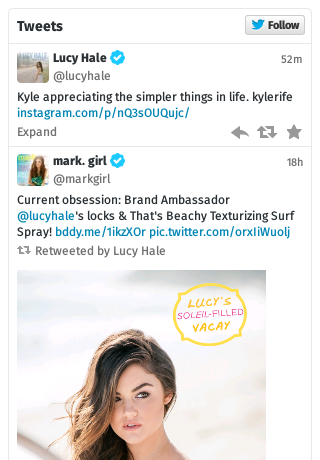 Tweets
Follow
Lucy Hale
52m
@lucyhale
Kyle appreciating the simpler things in life. kylerife
instagram.com/p/nQ3sOUQujc/
Expand
mark. girl
18h
@markgirl
Current obsession: Brand Ambassador
@lucyhale's locks & That's Beachy Texturizing Surf
Spray! bddy.me/1ikzXOr pic.twitter.com/orxIiWuolj
Retweeted by Lucy Hale
LUCY'S
SOLEIL-FILLED
VACAY